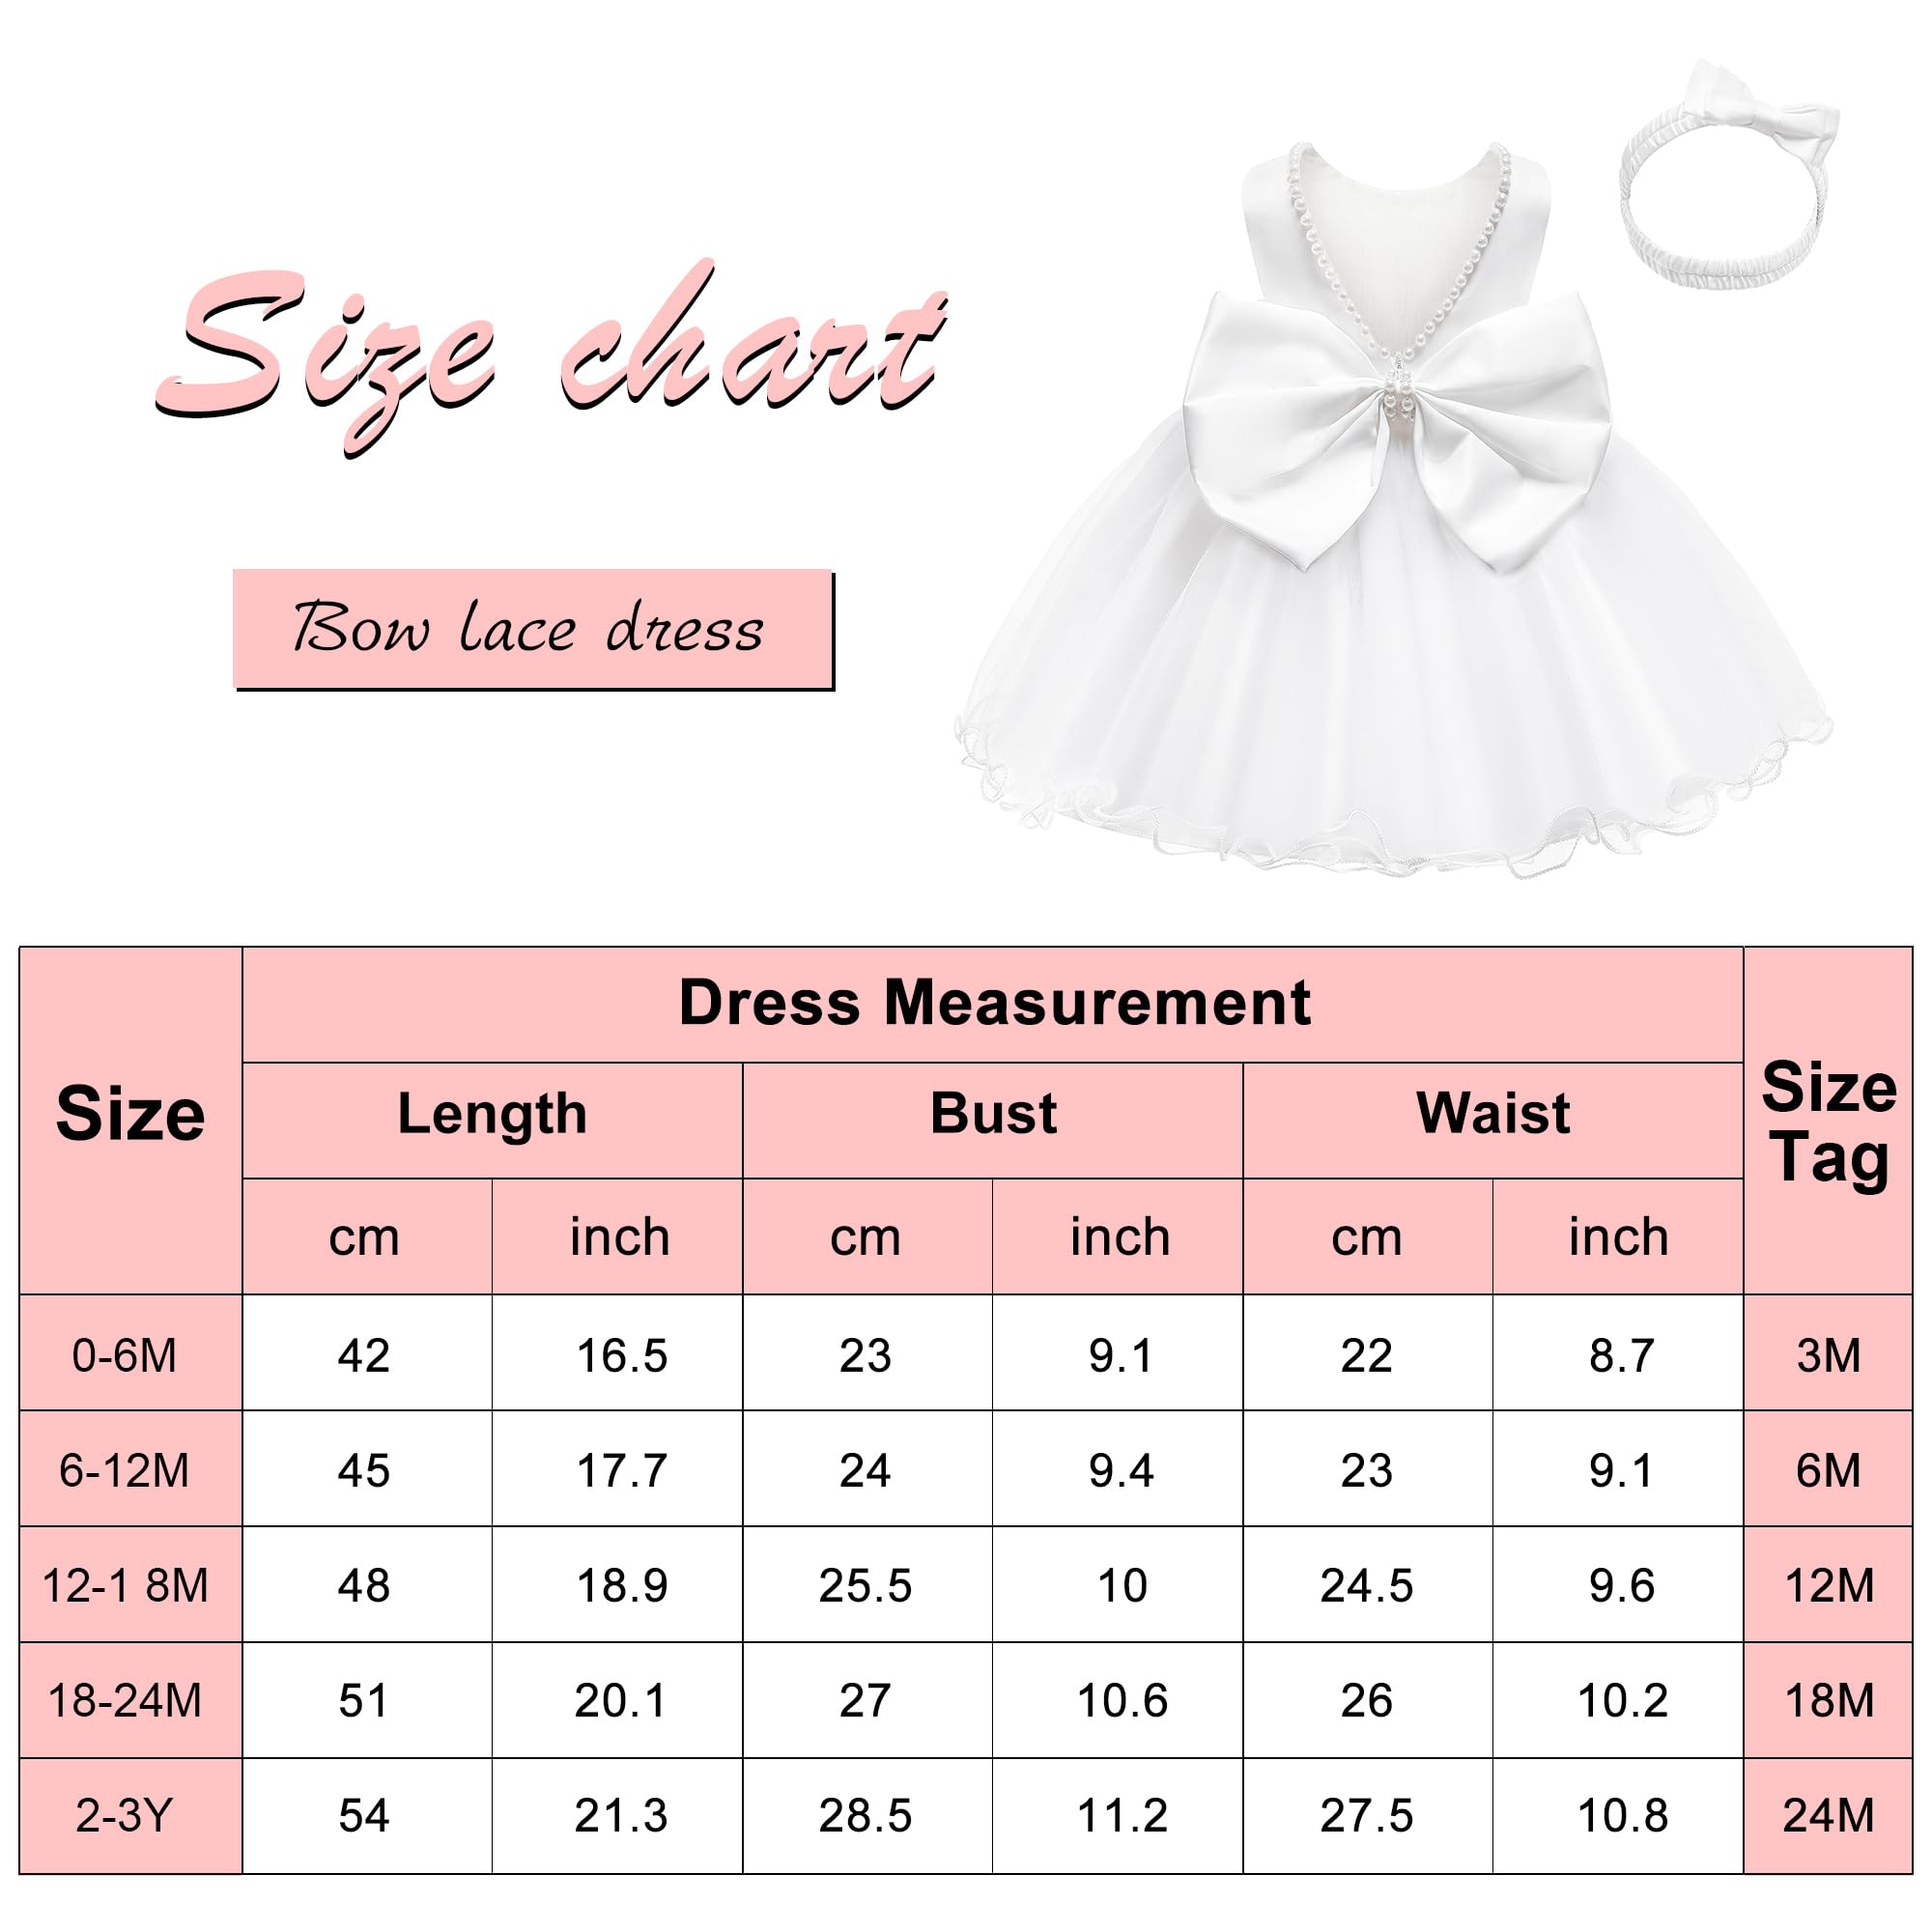 Size chart
Bow lace dress
Size
Dress Measurement
Size Tag
Length Bust Waist
cm inch cm inch cm inch
0-6M 42 16.5 23 9.1 22 8.7 3M
6-12M 45 17.7 24 9.4 23 9.1 6M
12-1 8M 48 18.9 25.5 10 24.5 9.6 12M
18-24M 51 20.1 27 10.6 26 10.2 18M
2-3Y 54 21.3 28.5 11.2 27.5 10.8 24M